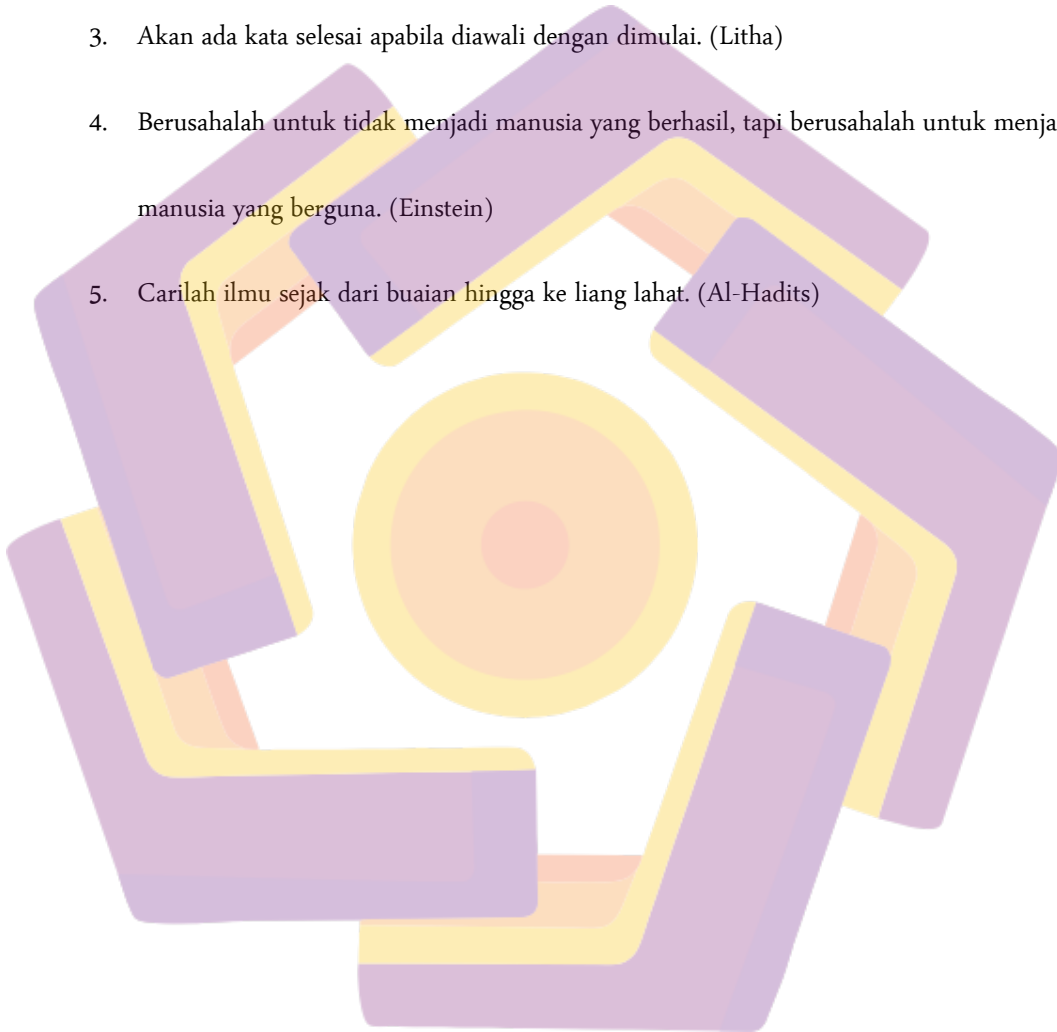 3. Akan ada kata selesai apabila diawali dengan dimulai. (Litha)
4. Berusahalah untuk tidak menjadi manusia yang berhasil, tapi berusahalah untuk menja
manusia yang berguna. (Einstein)
5. Carilah ilmu sejak dari buaian hingga ke liang lahat. (Al-Hadits)